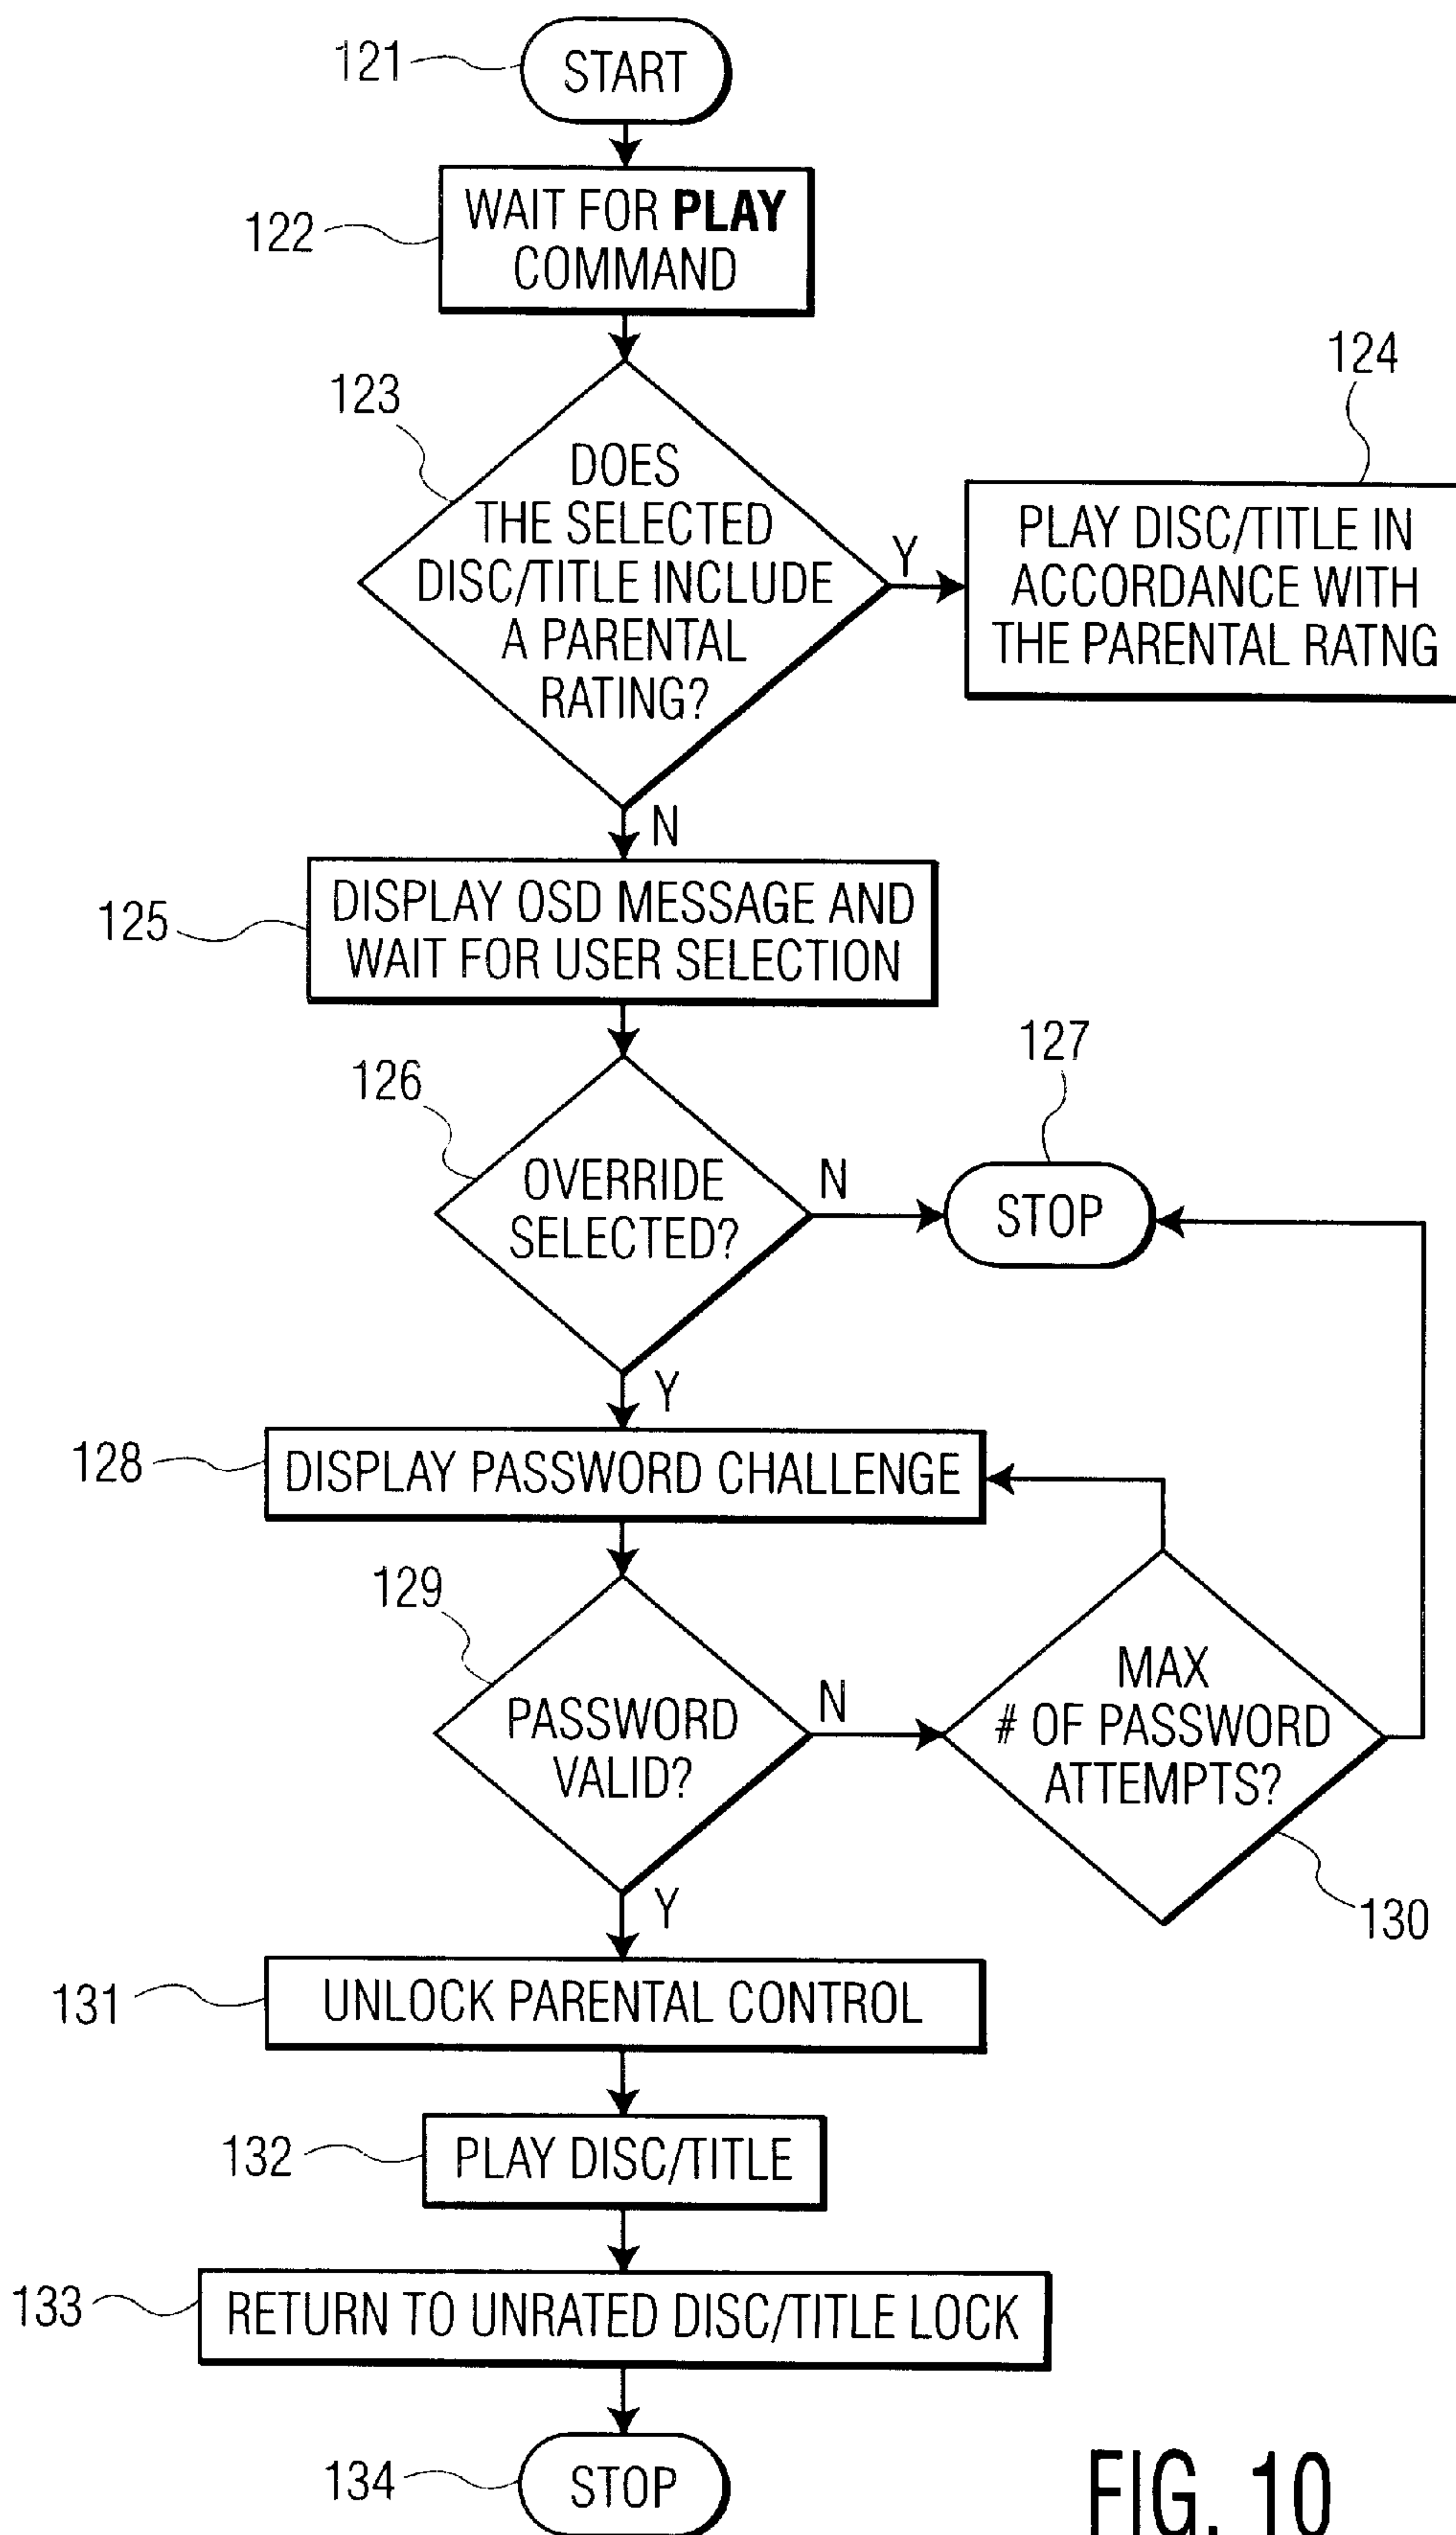 121
START
122
WAIT FOR PLAY
COMMAND
123
DOES
THE SELECTED
DISC/TITLE INCLUDE
A PARENTAL
RATING?
Y
124
PLAY DISC/TITLE IN
ACCORDANCE WITH
THE PARENTAL RATNG
N
125
DISPLAY OSD MESSAGE AND
WAIT FOR USER SELECTION
126
OVERRIDE
SELECTED?
N
127
STOP
Y
128
DISPLAY PASSWORD CHALLENGE
129
PASSWORD
VALID?
N
MAX
# OF PASSWORD
ATTEMPTS?
130
Y
131
UNLOCK PARENTAL CONTROL
132
PLAY DISC/TITLE
133
RETURN TO UNRATED DISC/TITLE LOCK
134
STOP
FIG. 10